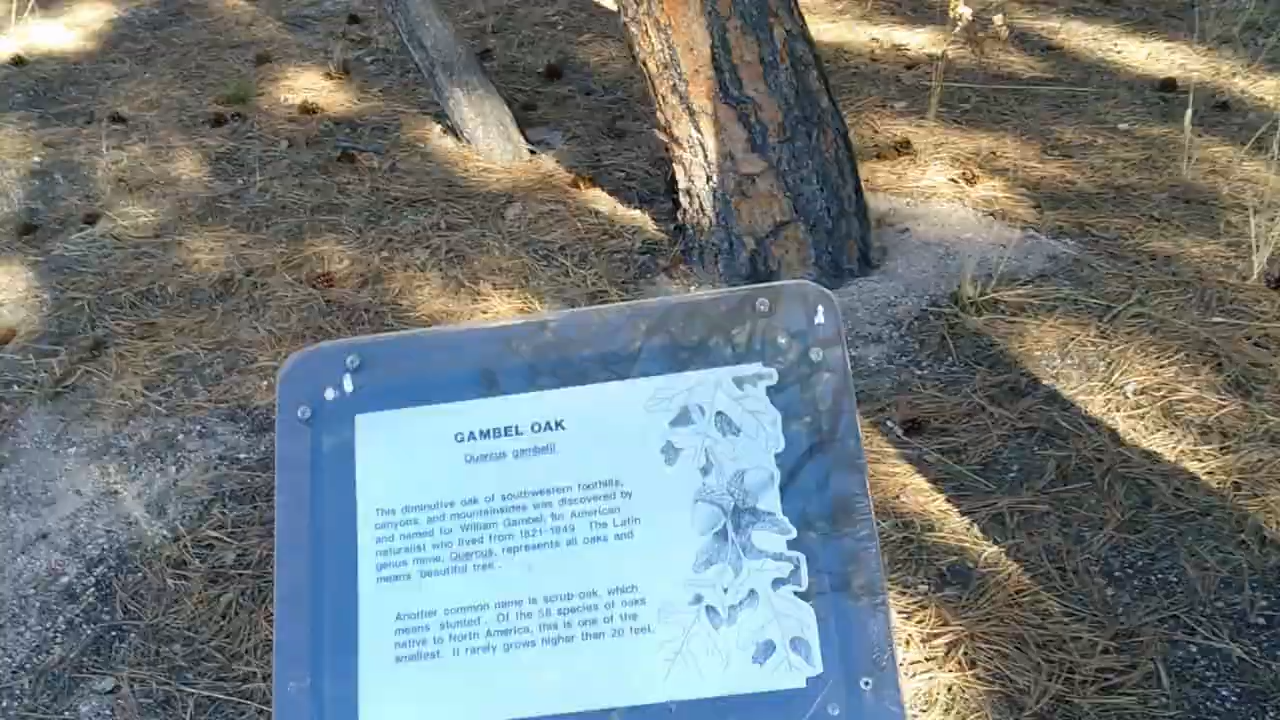 GAMBEL OAK
Quercus gambelii
This diminutive oak of southwestern foothills,
canyons, and mountainsides was discovered by
and named for William Gambel, an American
naturalist who lived from 1821-1849. The Latin
genus name, Quercus, represents all oaks and
means "beautiful tree".
Another common name is scrub oak, which
means "stunted". Of the 58 species of oaks
native to North America, this is one of the
smallest. It rarely grows higher than 20 feet.